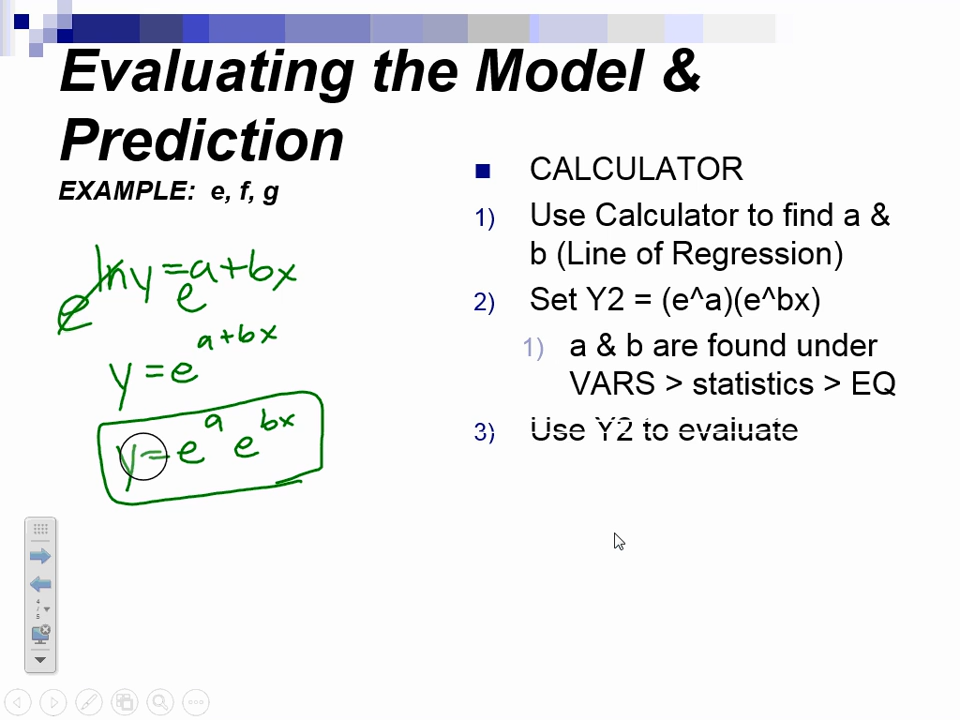 Evaluating the Model &
Prediction
EXAMPLE: e, f, g
e^ln y = e^a+bx
y = e^a+bx
y = e^a e^bx
■ CALCULATOR
1) Use Calculator to find a &
b (Line of Regression)
2) Set Y2 = (e^a)(e^bx)
1) a & b are found under
VARS > statistics > EQ
3) Use Y2 to evaluate